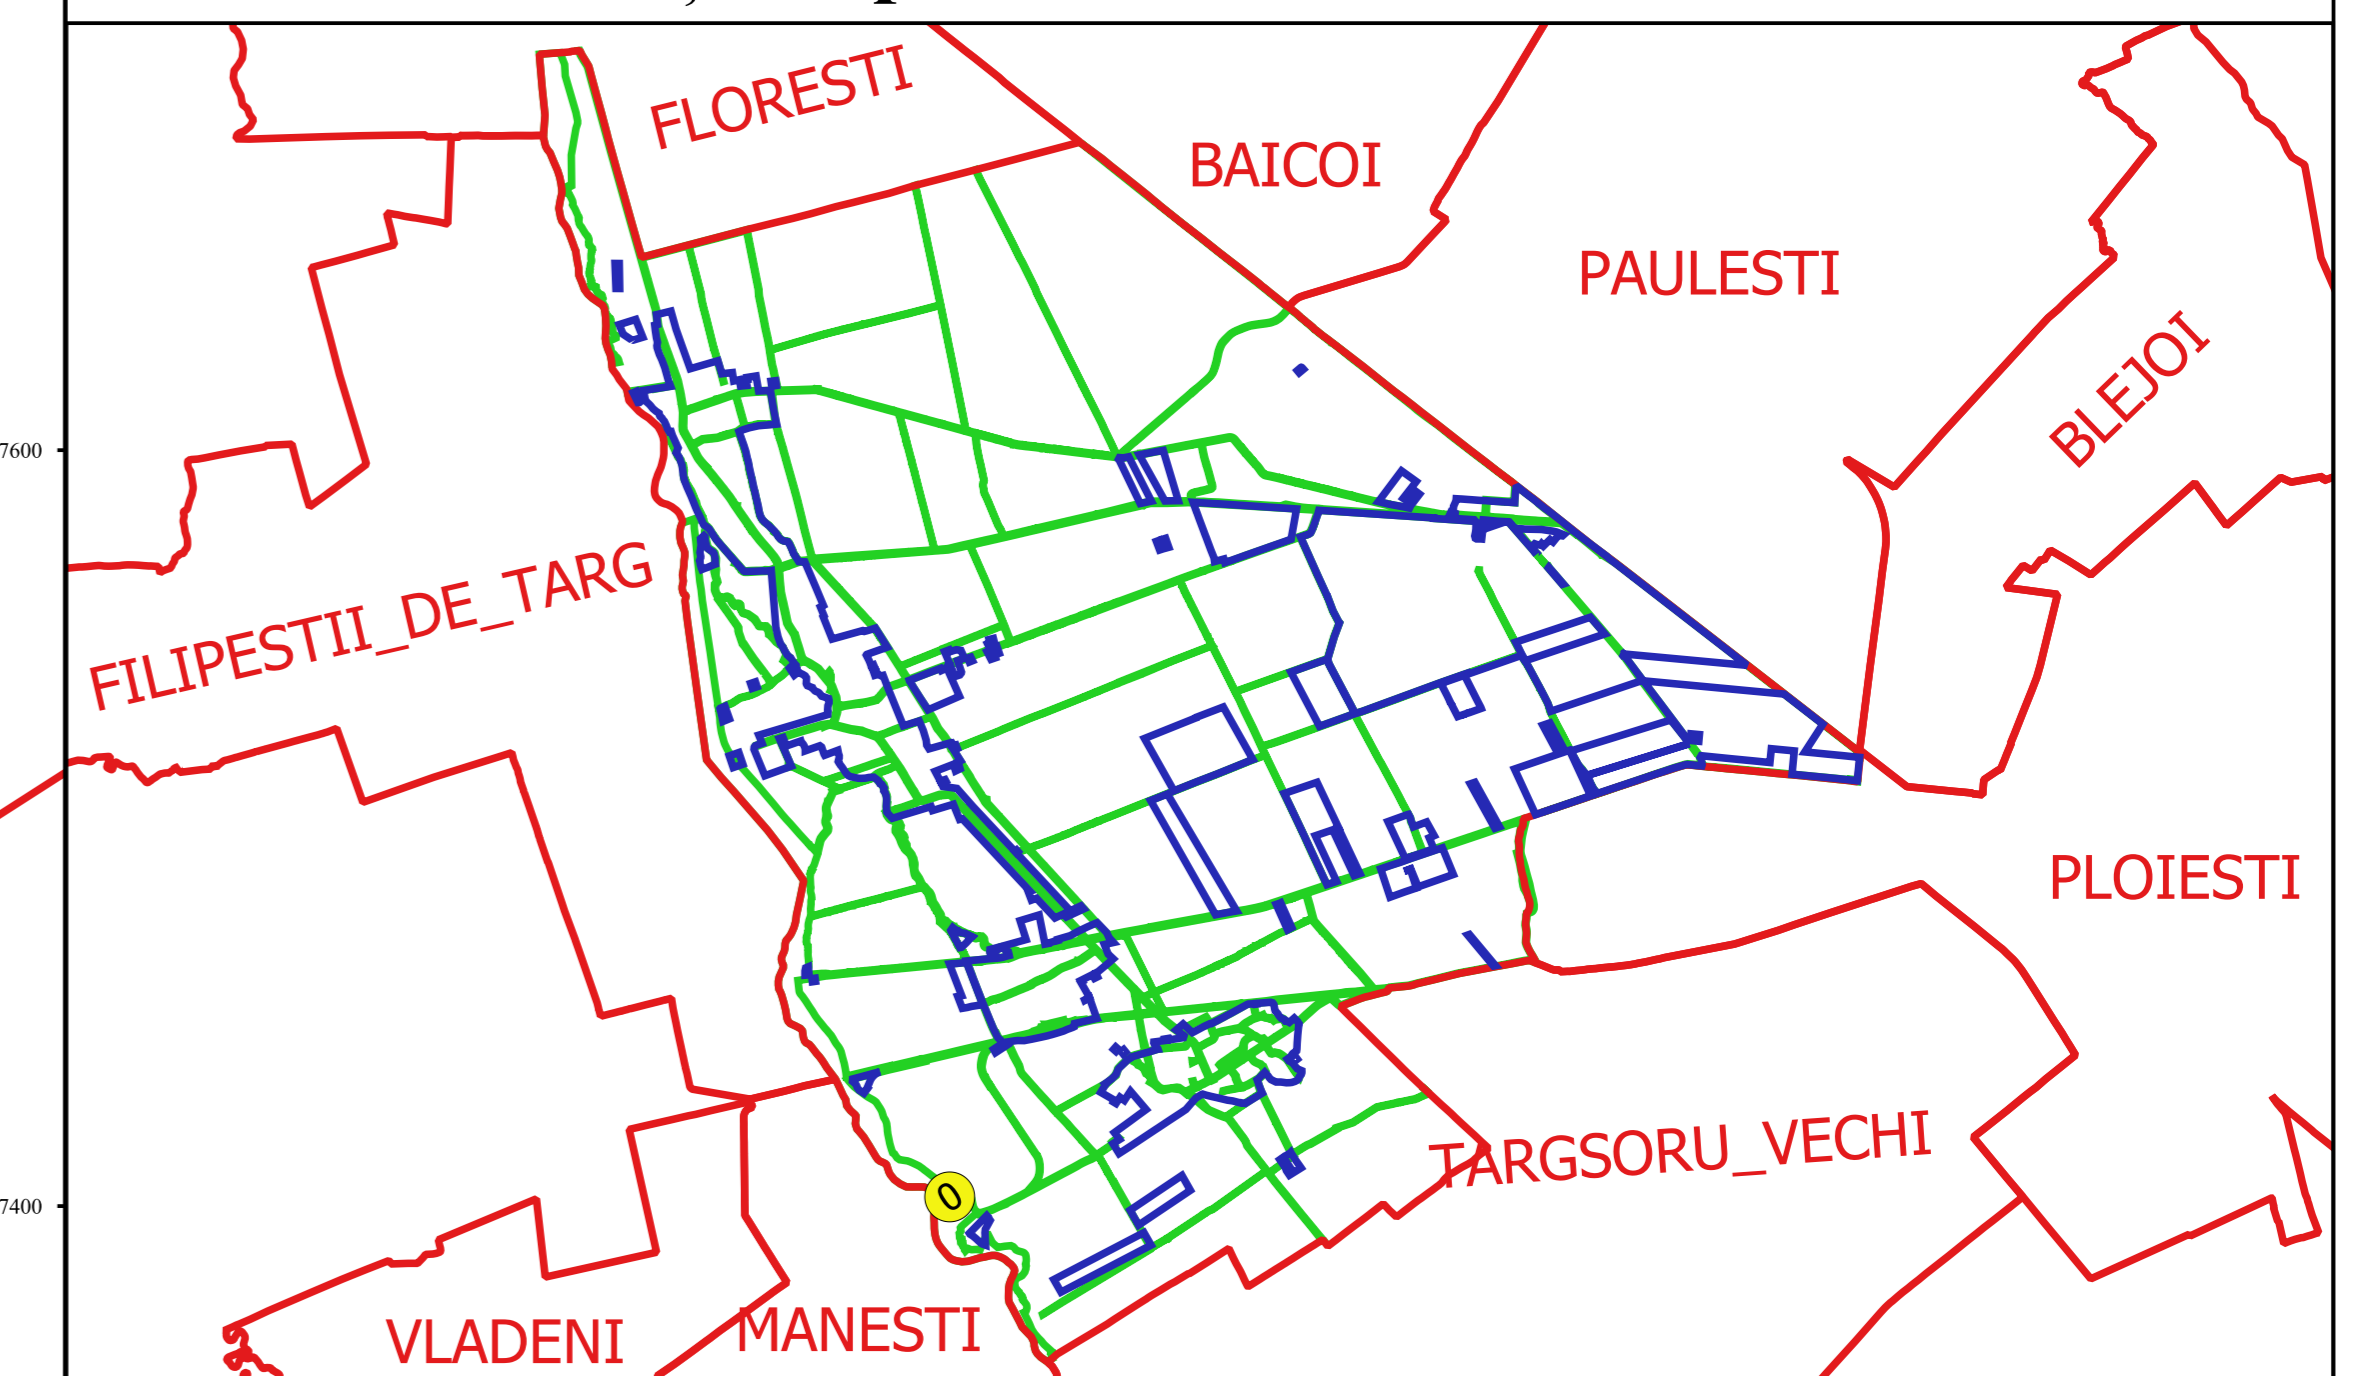 FLORESTI
BAICOI
PAULESTI
BLEJOI
7600
FILIPESTII_DE_TARG
PLOIESTI
TARGSORU_VECHI
0
7400
VLADENI
MANESTI